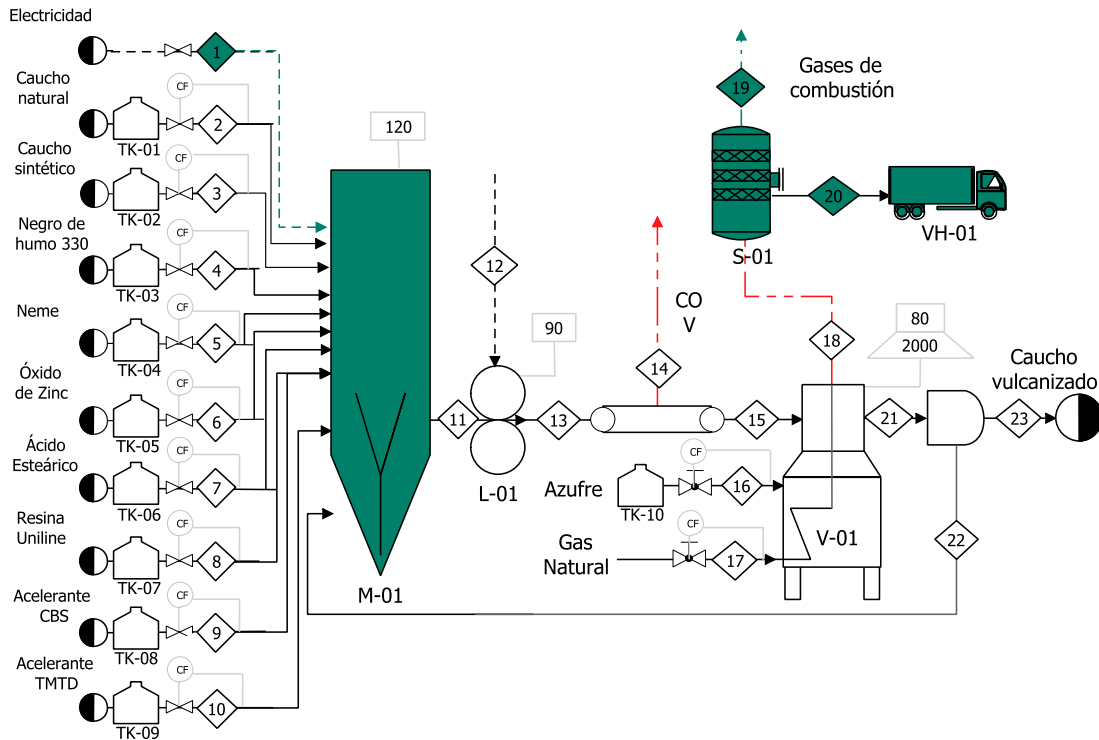 Electricidad
1
Caucho
natural
CF
2
TK-01
Caucho
sintético
CF
3
TK-02
Negro de
humo 330
CF
4
TK-03
Neme
CF
5
TK-04
Óxido
de Zinc
CF
6
TK-05
Ácido
Esteárico
CF
7
TK-06
Resina
Uniline
CF
8
TK-07
Acelerante
CBS
CF
9
TK-08
Acelerante
TMTD
CF
10
TK-09
120
M-01
11
12
90
L-01
13
CO
V
14
15
Azufre
CF
16
TK-10
Gas
Natural
CF
17
V-01
18
80
2000
19
Gases de
combustión
S-01
20
VH-01
21
22
23
Caucho
vulcanizado